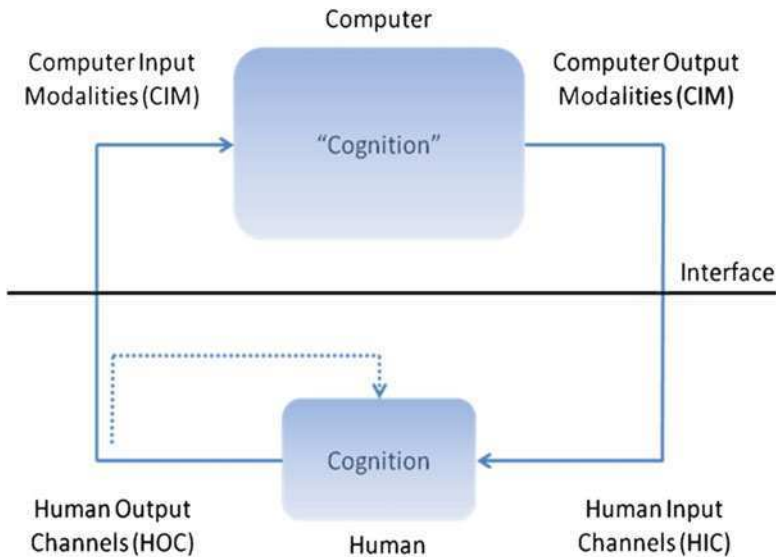 Computer
Computer Input
Modalities (CIM)
Computer Output
Modalities (CIM)
“Cognition”
Interface
Cognition
Human Output
Channels (HOC)
Human
Human Input
Channels (HIC)